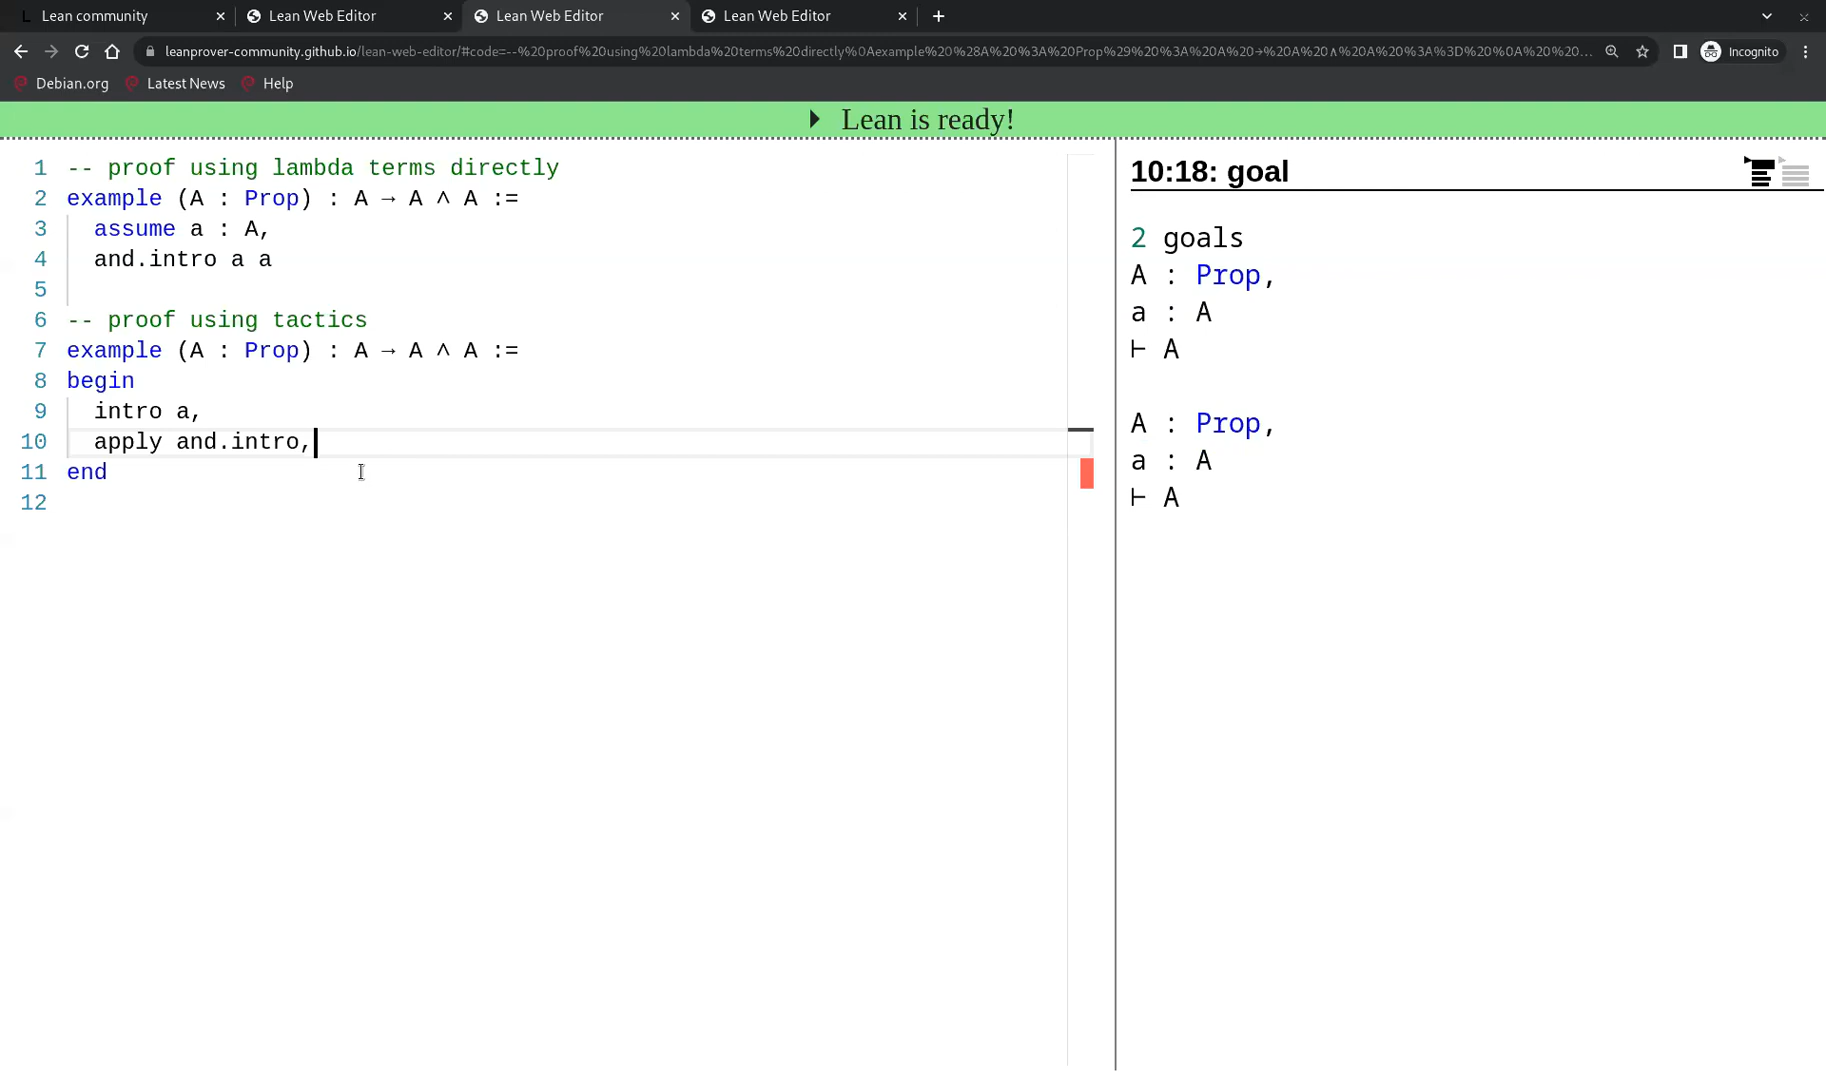 Lean community
Lean Web Editor
Lean Web Editor
Lean Web Editor
leanprover-community.github.io/lean-web-editor/#code=--%20proof%20using%20lambda%20terms%20directly%0Aexample%20%28A%20%3A%20Prop%29%20%3A%20A%20→%20A%20∧%20A%20%3A%3D%20%0A%20%20...
Incognito
Debian.org
Latest News
Help
Lean is ready!
1 -- proof using lambda terms directly
2 example (A : Prop) : A → A ∧ A :=
3 assume a : A,
4 and.intro a a
5
6 -- proof using tactics
7 example (A : Prop) : A → A ∧ A :=
8 begin
9 intro a,
10 apply and.intro,
11 end
12
10:18: goal
2 goals
A : Prop,
a : A
⊢ A
A : Prop,
a : A
⊢ A